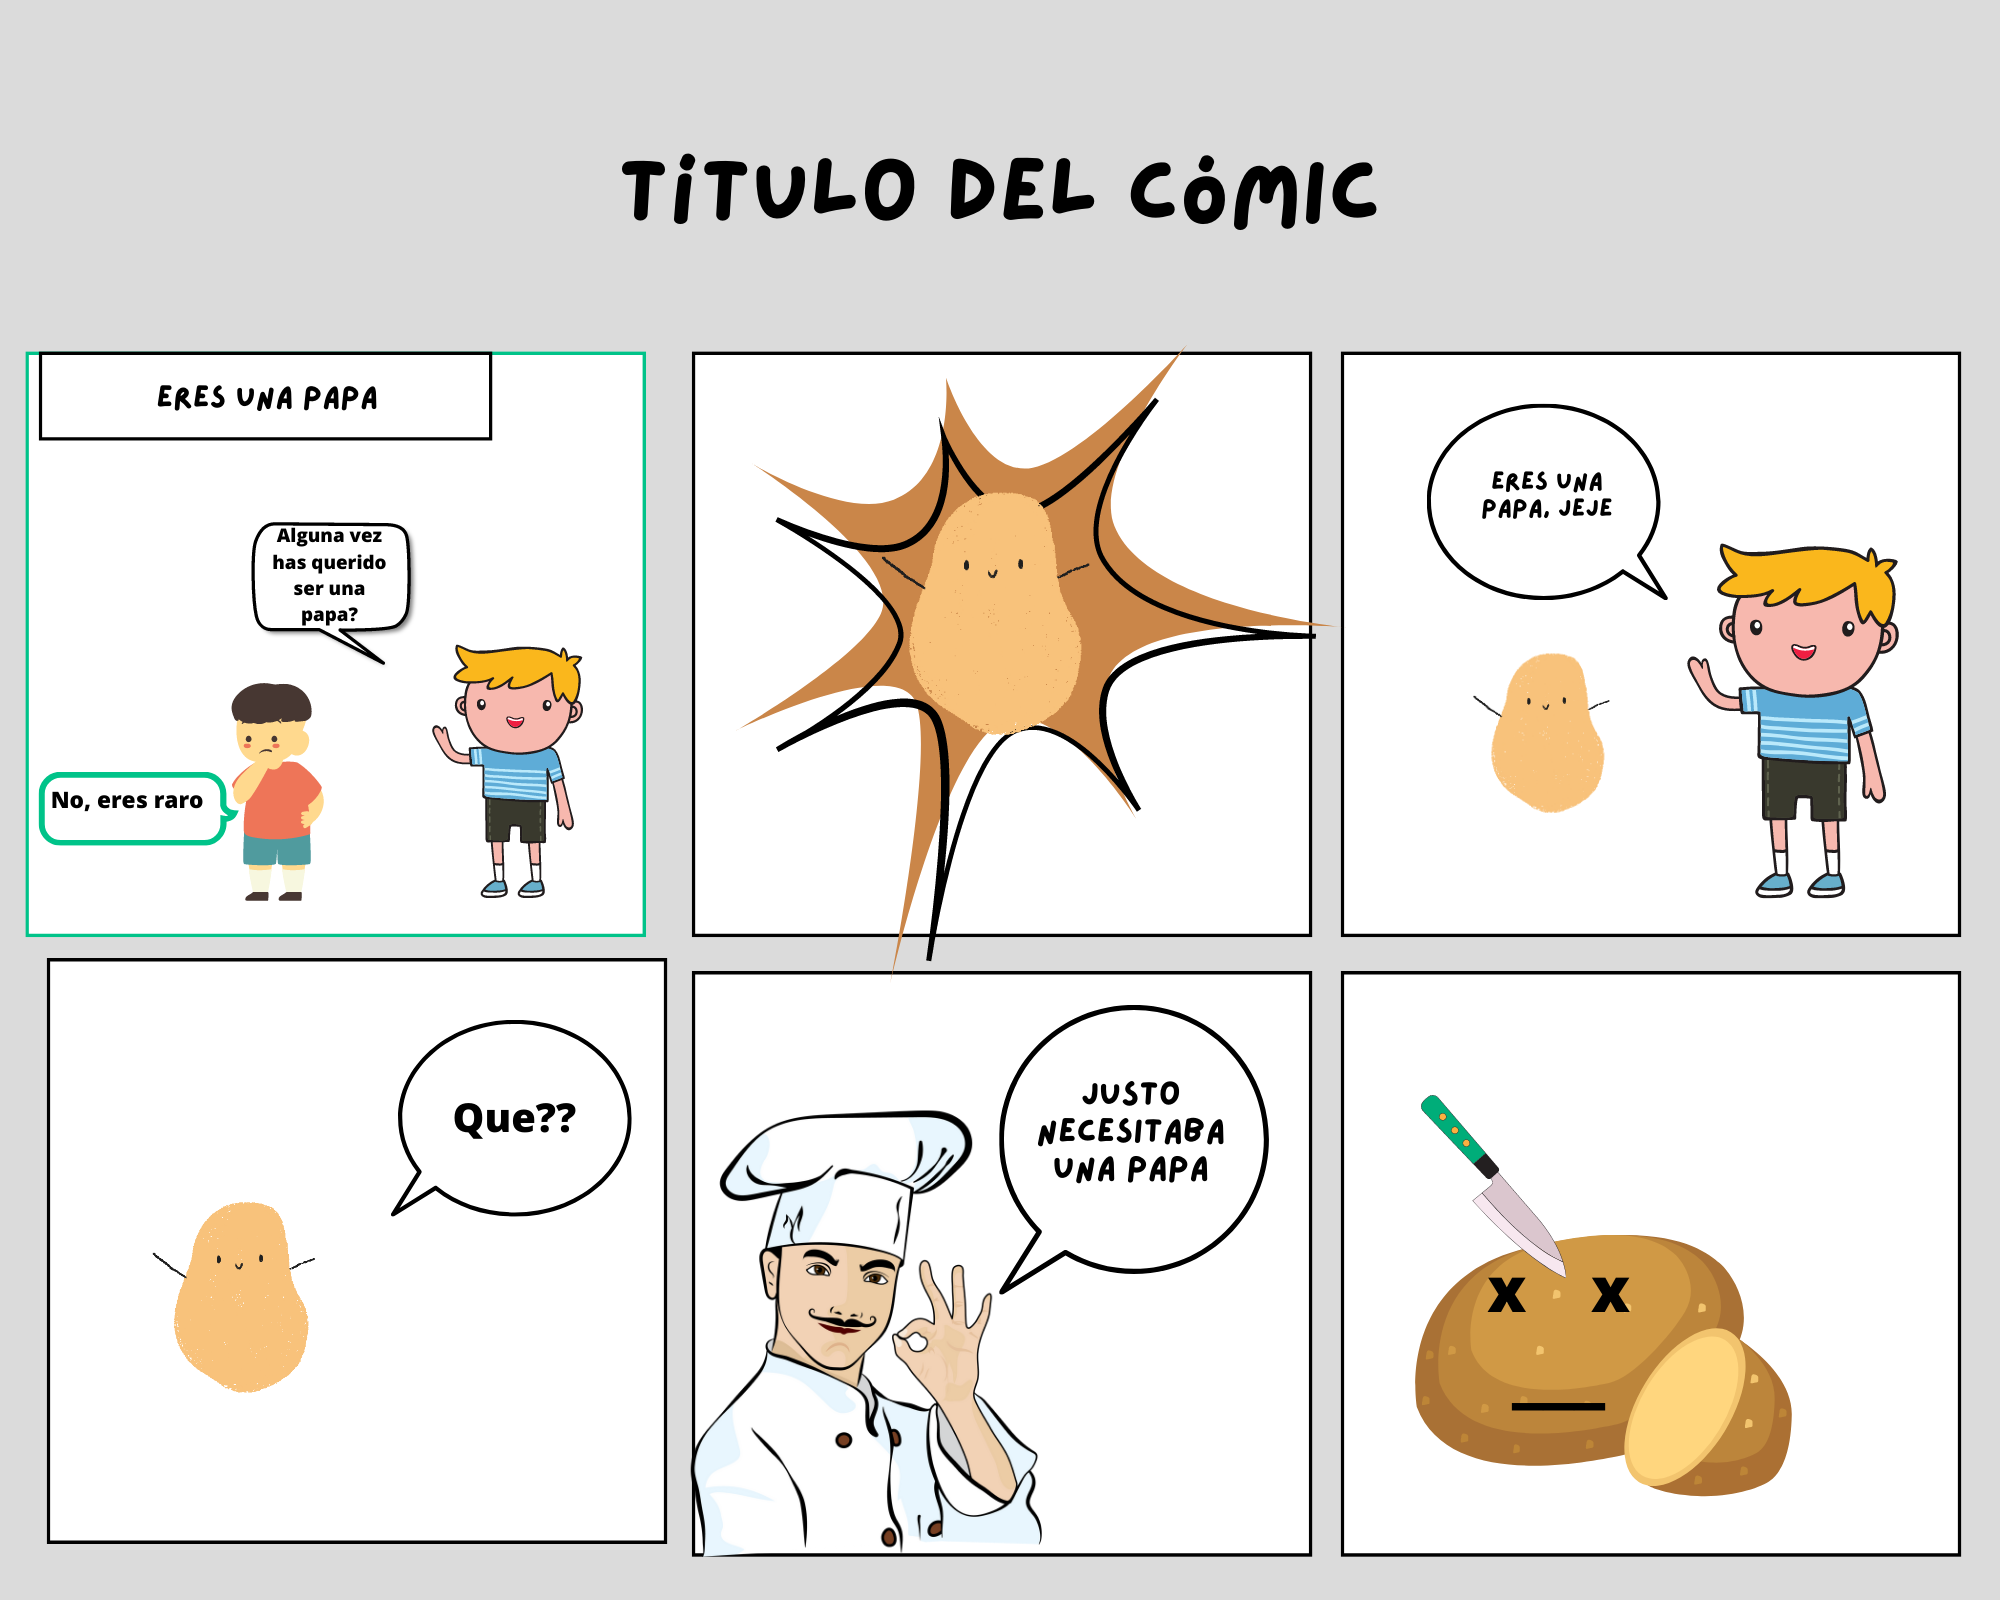 TÍTULO DEL CÓMIC
ERES UNA PAPA
Alguna vez
has querido
ser una
papa?
No, eres raro
ERES UNA
PAPA, JEJE
Que??
JUSTO
NECESITABA
UNA PAPA
x x